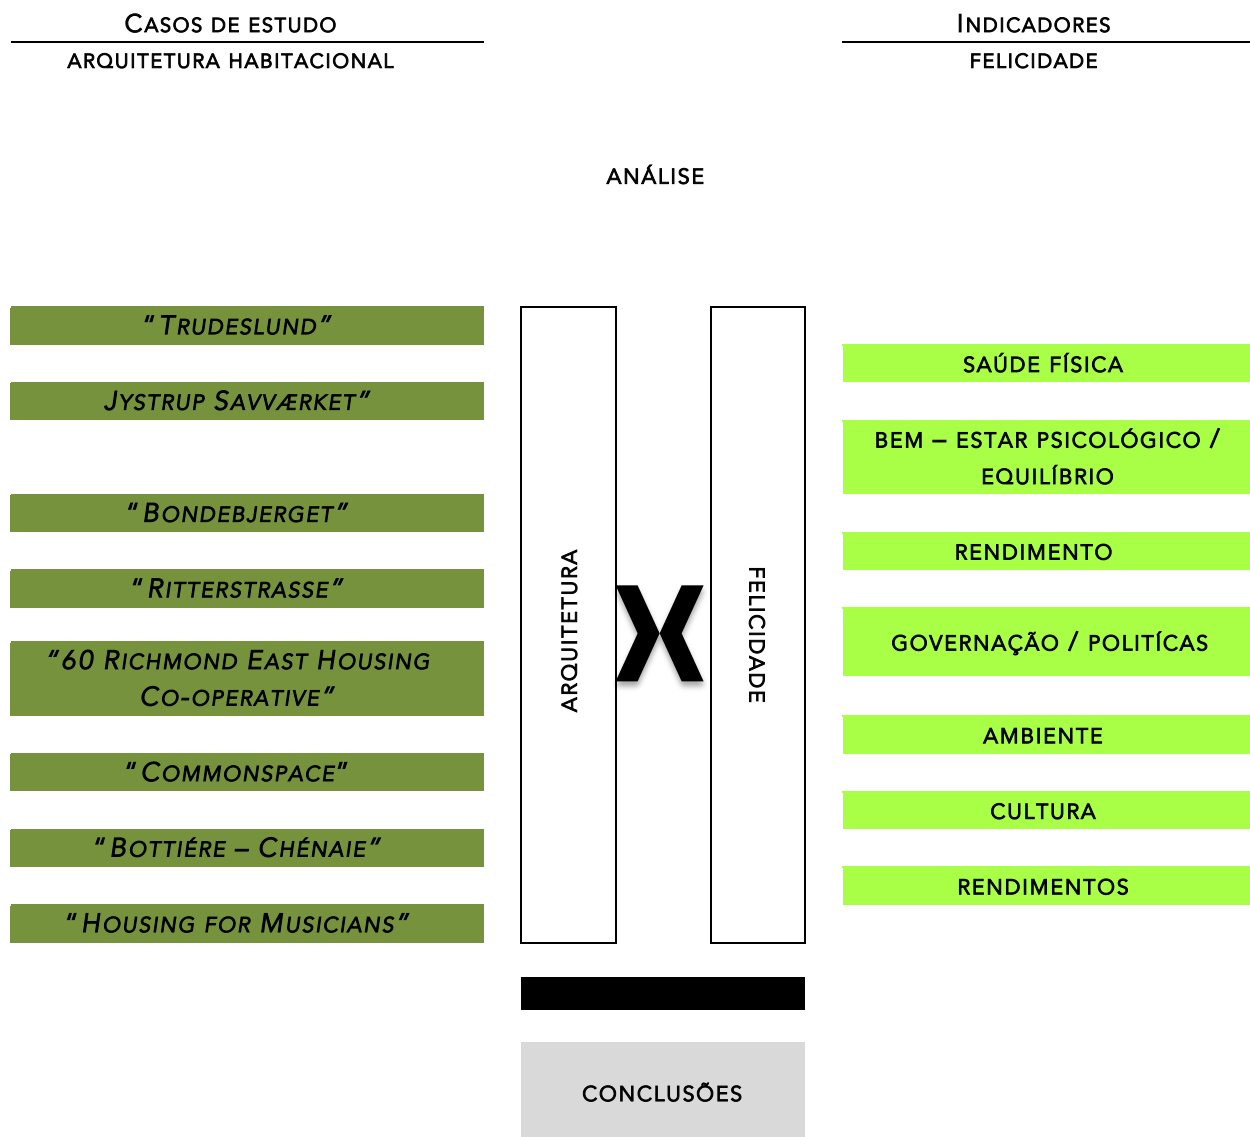 Casos de estudo
arquitetura habitacional
Indicadores
felicidade
análise
“Trudeslund”
Jystrup Savværket”
“Bondebjerget”
“Ritterstrasse”
“60 Richmond East Housing
Co-operative”
“Commonspace”
“Bottiére – Chénaie”
“Housing for Musicians”
arquitetura
X
felicidade
saúde física
bem – estar psicológico /
equilíbrio
rendimento
governação / politícas
ambiente
cultura
rendimentos
conclusões